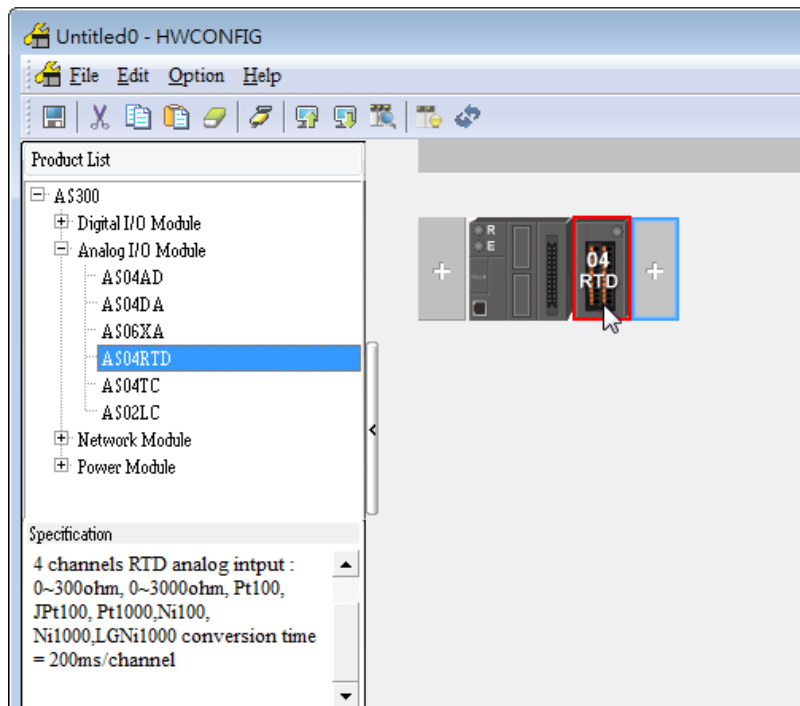 Untitled0 - HWCONFIG
File Edit Option Help
Product List
AS300
Digital I/O Module
Analog I/O Module
AS04AD
AS04DA
AS06XA
AS04RTD
AS04TC
AS02LC
Network Module
Power Module
R
E
04
RTD
Specification
4 channels RTD analog intput :
0~300ohm, 0~3000ohm, Pt100,
JPt100, Pt1000,Ni100,
Ni1000,LGNi1000 conversion time
= 200ms/channel